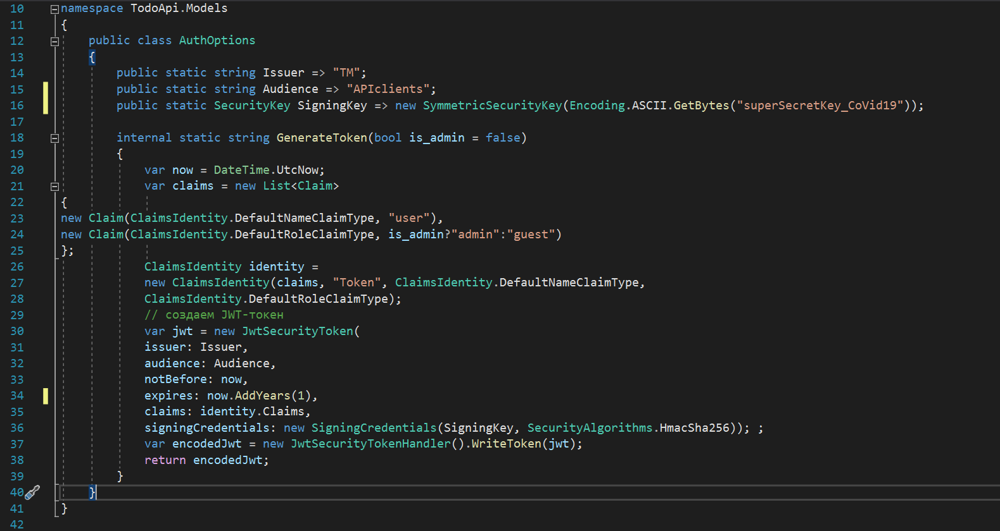 10 namespace TodoApi.Models
11 {
12 public class AuthOptions
13 {
14 public static string Issuer => "TM";
15 public static string Audience => "APIclients";
16 public static SecurityKey SigningKey => new SymmetricSecurityKey(Encoding.ASCII.GetBytes("superSecretKey_CoVid19"));
17
18 internal static string GenerateToken(bool is_admin = false)
19 {
20 var now = DateTime.UtcNow;
21 var claims = new List<Claim>
22 {
23 new Claim(ClaimsIdentity.DefaultNameClaimType, "user"),
24 new Claim(ClaimsIdentity.DefaultRoleClaimType, is_admin?"admin":"guest")
25 };
26 ClaimsIdentity identity =
27 new ClaimsIdentity(claims, "Token", ClaimsIdentity.DefaultNameClaimType,
28 ClaimsIdentity.DefaultRoleClaimType);
29 // создаем JWT-токен
30 var jwt = new JwtSecurityToken(
31 issuer: Issuer,
32 audience: Audience,
33 notBefore: now,
34 expires: now.AddYears(1),
35 claims: identity.Claims,
36 signingCredentials: new SigningCredentials(SigningKey, SecurityAlgorithms.HmacSha256)); ;
37 var encodedJwt = new JwtSecurityTokenHandler().WriteToken(jwt);
38 return encodedJwt;
39 }
40 }
41 }
42